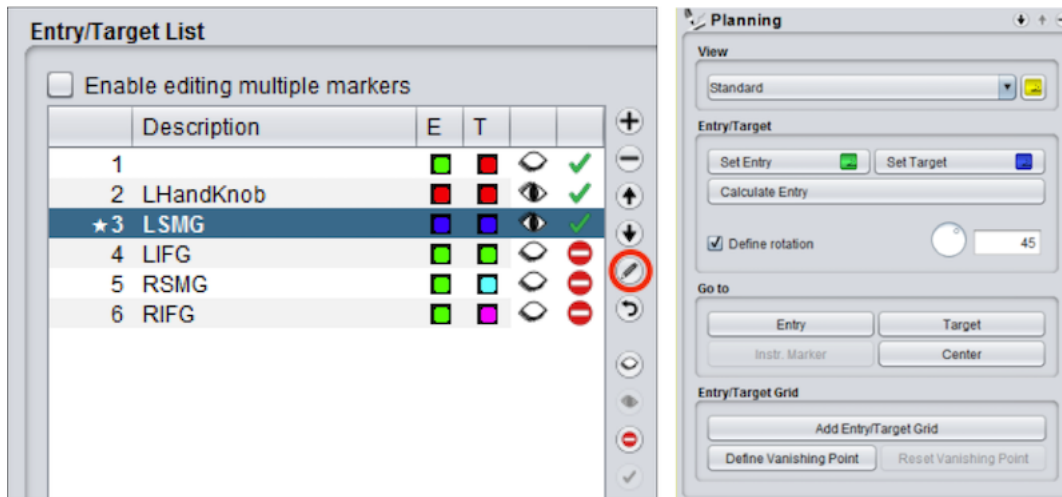 Entry/Target List
Enable editing multiple markers
Description E T
1
2 LHandKnob
★3 LSMG
4 LIFG
5 RSMG
6 RIFG
Planning
View
Standard
Entry/Target
Set Entry Set Target
Calculate Entry
Define rotation 45
Go to
Entry Target
Instr. Marker Center
Entry/Target Grid
Add Entry/Target Grid
Define Vanishing Point Reset Vanishing Point